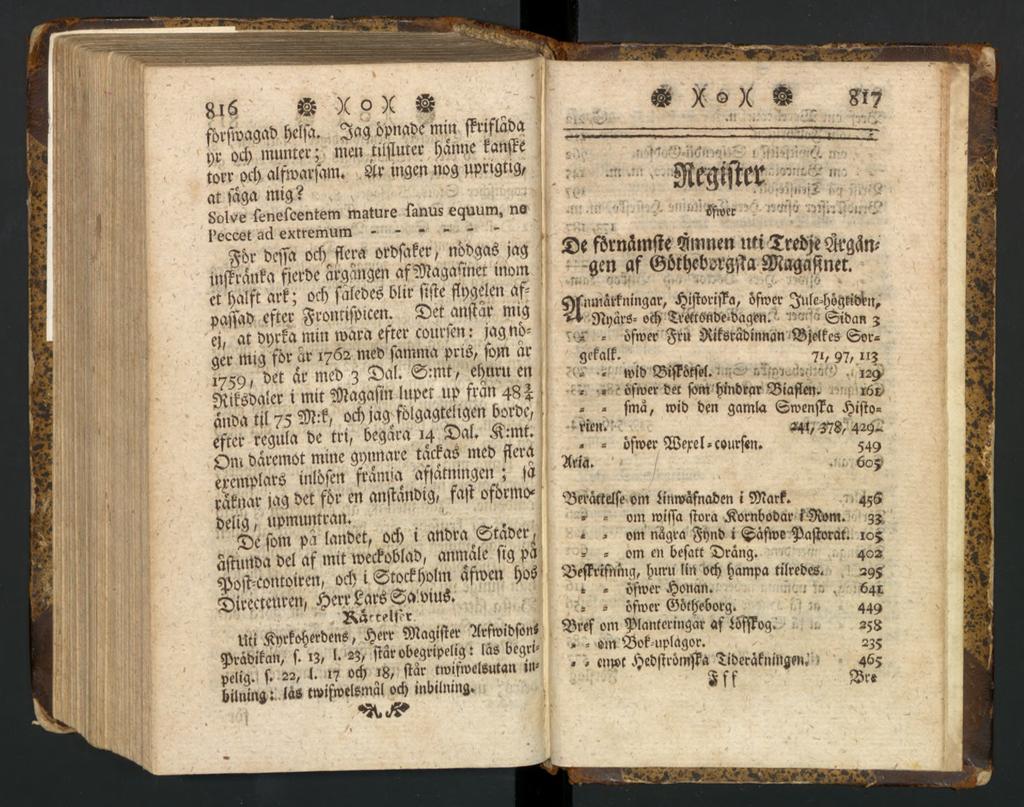 816 )( o )(
förswagad helsa. Jag öpnade min skriflåda
yr och munter; men tilsluter hänne kanske
torr och alfwarsam. Är ingen nog uprigtig,
at säga mig?
Solve senescentem mature sanus equum, ne
Peccet ad extremum - - - - -
För dessa och flera ordsaker, nödgas jag
inskränka fjerde årgången af Magasinet inom
et halft ark; och således blir siste flygelen af-
passad efter Frontispicen. Det anstår mig
ej, at dyrka min wara efter coursen: jag nö-
ger mig för år 1762 med samma pris, som år
1759, det är med 3 Dal. S:mt, ehuru en
Riksdaler i mit Magasin lupet up från 48¾
ända til 75 M:k, och jag fölgagteligen borde,
efter regula de tri, begära 14 Dal. K:mt.
Om däremot mine gynnare täckas med flera
exemplars inlösen främja afsätningen; så
räknar jag det för en anständig, fast oförmo-
delig, upmuntran.
De som på landet, och i andra Städer,
åstunda del af mit weckoblad, anmäle sig på
Post-contoiren, och i Stockholm äfwen hos
Directeuren, Herr Lars Salvius.
Rättelser.
Uti Kyrkoherdens, Herr Magister Arfwidsons
Prädikan, s. 13, l. 23, står obegripelig: läs begri-
pelig. s. 22, l. 17 och 18, står twifwelsutan in-
bilning: läs twifwelsmål och inbilning.
)( o )( 817
Register
öfwer
De förnämste Ämnen uti Tredje Årgån-
gen af Götheborgska Magasinet.
Anmärkningar, Historiska, öfwer Jule-högtiden,
Nyårs- och Trettonde-dagen. Sidan 3
- - öfwer Fru Riksrådinnan Bjelkes Sor-
gekalk. 71, 97, 113
- - wid Biskötsel. 129
- - öfwer det som hindrar Biaflen. 161
- - små, wid den gamla Swenska Histo-
rien. 241, 378, 429.
- - öfwer Wexel-coursen. 549
Aria. 605
Berättelse om Linwäfnaden i Mark. 456
- - om wissa stora Kornbodar i Rom. 33
- - om några Fynd i Säfwe Pastorat. 105
- - om en besatt Dräng. 402
Beskrifning, huru lin och hampa tilredes. 295
- - öfwer Honan. 641
- - öfwer Götheborg. 449
Bref om Planteringar af Löfskog. 258
- - om Bok-uplagor. 235
- - emot Hedströmska Tideräkningen. 465
Fff Bre